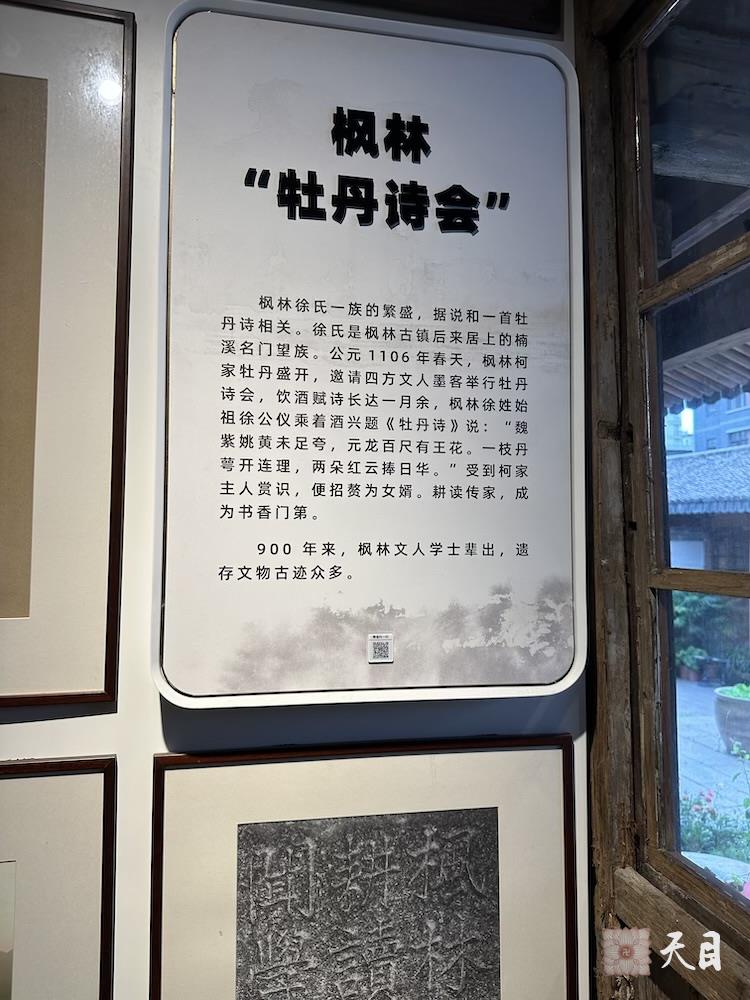 枫林
“牡丹诗会”
枫林徐氏一族的繁盛，据说和一首牡
丹诗相关。徐氏是枫林古镇后来居上的楠
溪名门望族。公元 1106 年春天，枫林柯
家牡丹盛开，邀请四方文人墨客举行牡丹
诗会，饮酒赋诗长达一月余，枫林徐姓始
祖徐公仪乘着酒兴题《牡丹诗》说：“魏
紫姚黄未足夸，元龙百尺有王花。一枝丹
萼开连理，两朵红云捧日华。”受到柯家
主人赏识，便招赘为女婿。耕读传家，成
为书香门第。
900 年来，枫林文人学士辈出，遗
存文物古迹众多。
楓林
耕讀
天目